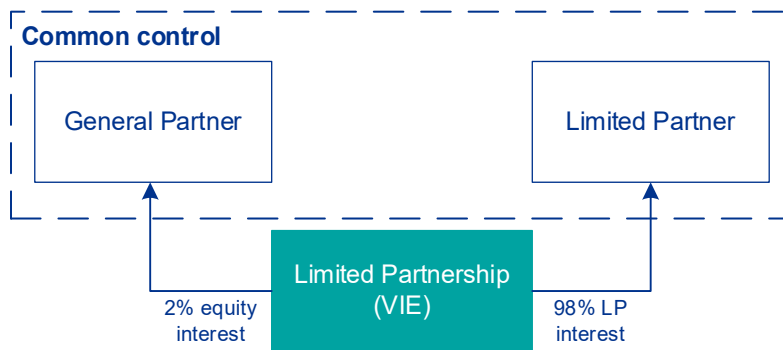 Common control
General Partner
Limited Partner
Limited Partnership
(VIE)
2% equity
interest
98% LP
interest